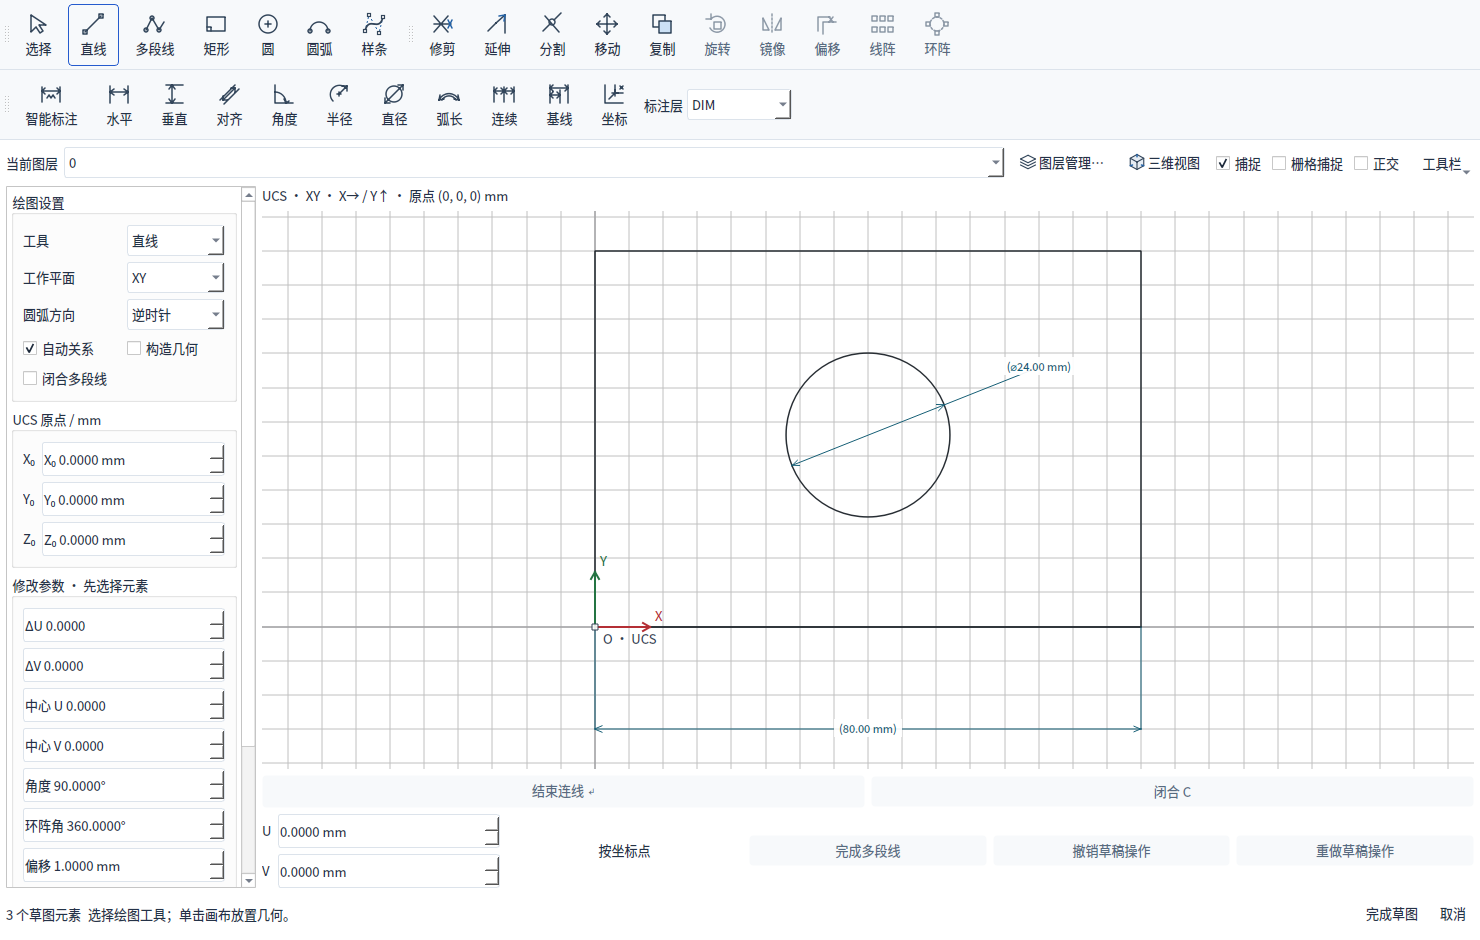 选择 直线 多段线 矩形 圆 圆弧 样条 修剪 延伸 分割 移动 复制 旋转 镜像 偏移 线阵 环阵
智能标注 水平 垂直 对齐 角度 半径 直径 弧长 连续 基线 坐标 标注层 DIM
当前图层 0 图层管理… 三维视图 捕捉 栅格捕捉 正交 工具栏
绘图设置
工具 直线
工作平面 XY
圆弧方向 逆时针
自动关系 构造几何
闭合多段线
UCS 原点 / mm
X₀ X₀ 0.0000 mm
Y₀ Y₀ 0.0000 mm
Z₀ Z₀ 0.0000 mm
修改参数 · 先选择元素
ΔU 0.0000
ΔV 0.0000
中心 U 0.0000
中心 V 0.0000
角度 90.0000°
环阵角 360.0000°
偏移 1.0000 mm
UCS · XY · X→ / Y↑ · 原点 (0, 0, 0) mm
(⌀24.00 mm)
Y
X
O · UCS
(80.00 mm)
结束连线 ↲ 闭合 C
U 0.0000 mm
V 0.0000 mm
按坐标点 完成多段线 撤销草稿操作 重做草稿操作
3 个草图元素 选择绘图工具；单击画布放置几何。 完成草图 取消